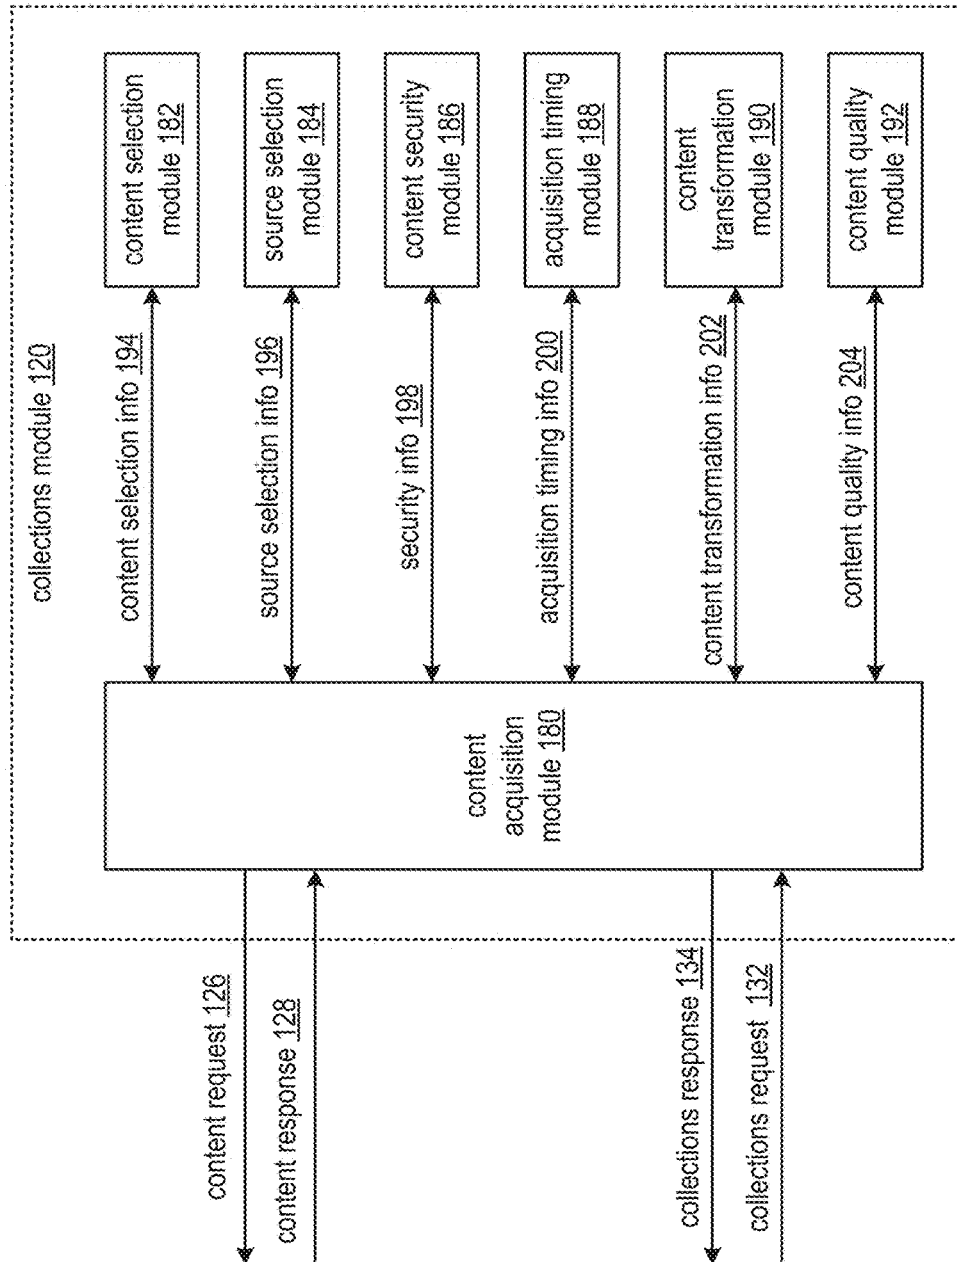 collections module 120
content selection
module 182
source selection
module 184
content security
module 186
acquisition timing
module 188
content
transformation
module 190
content quality
module 192
content selection info 194
source selection info 196
security info 198
acquisition timing info 200
content transformation info 202
content quality info 204
content
acquisition
module 180
content request 126
content response 128
collections response 134
collections request 132